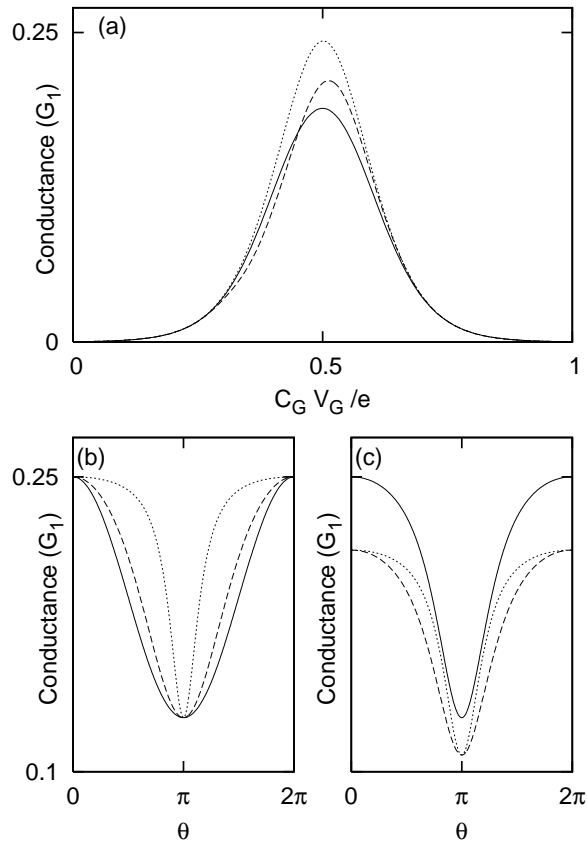 (a)
0.25
Conductance (G1)
0
0 0.5 1
CG VG /e
(b) (c)
0.25
Conductance (G1) Conductance (G1)
0.1
0 π 2π 0 π 2π
θ θ